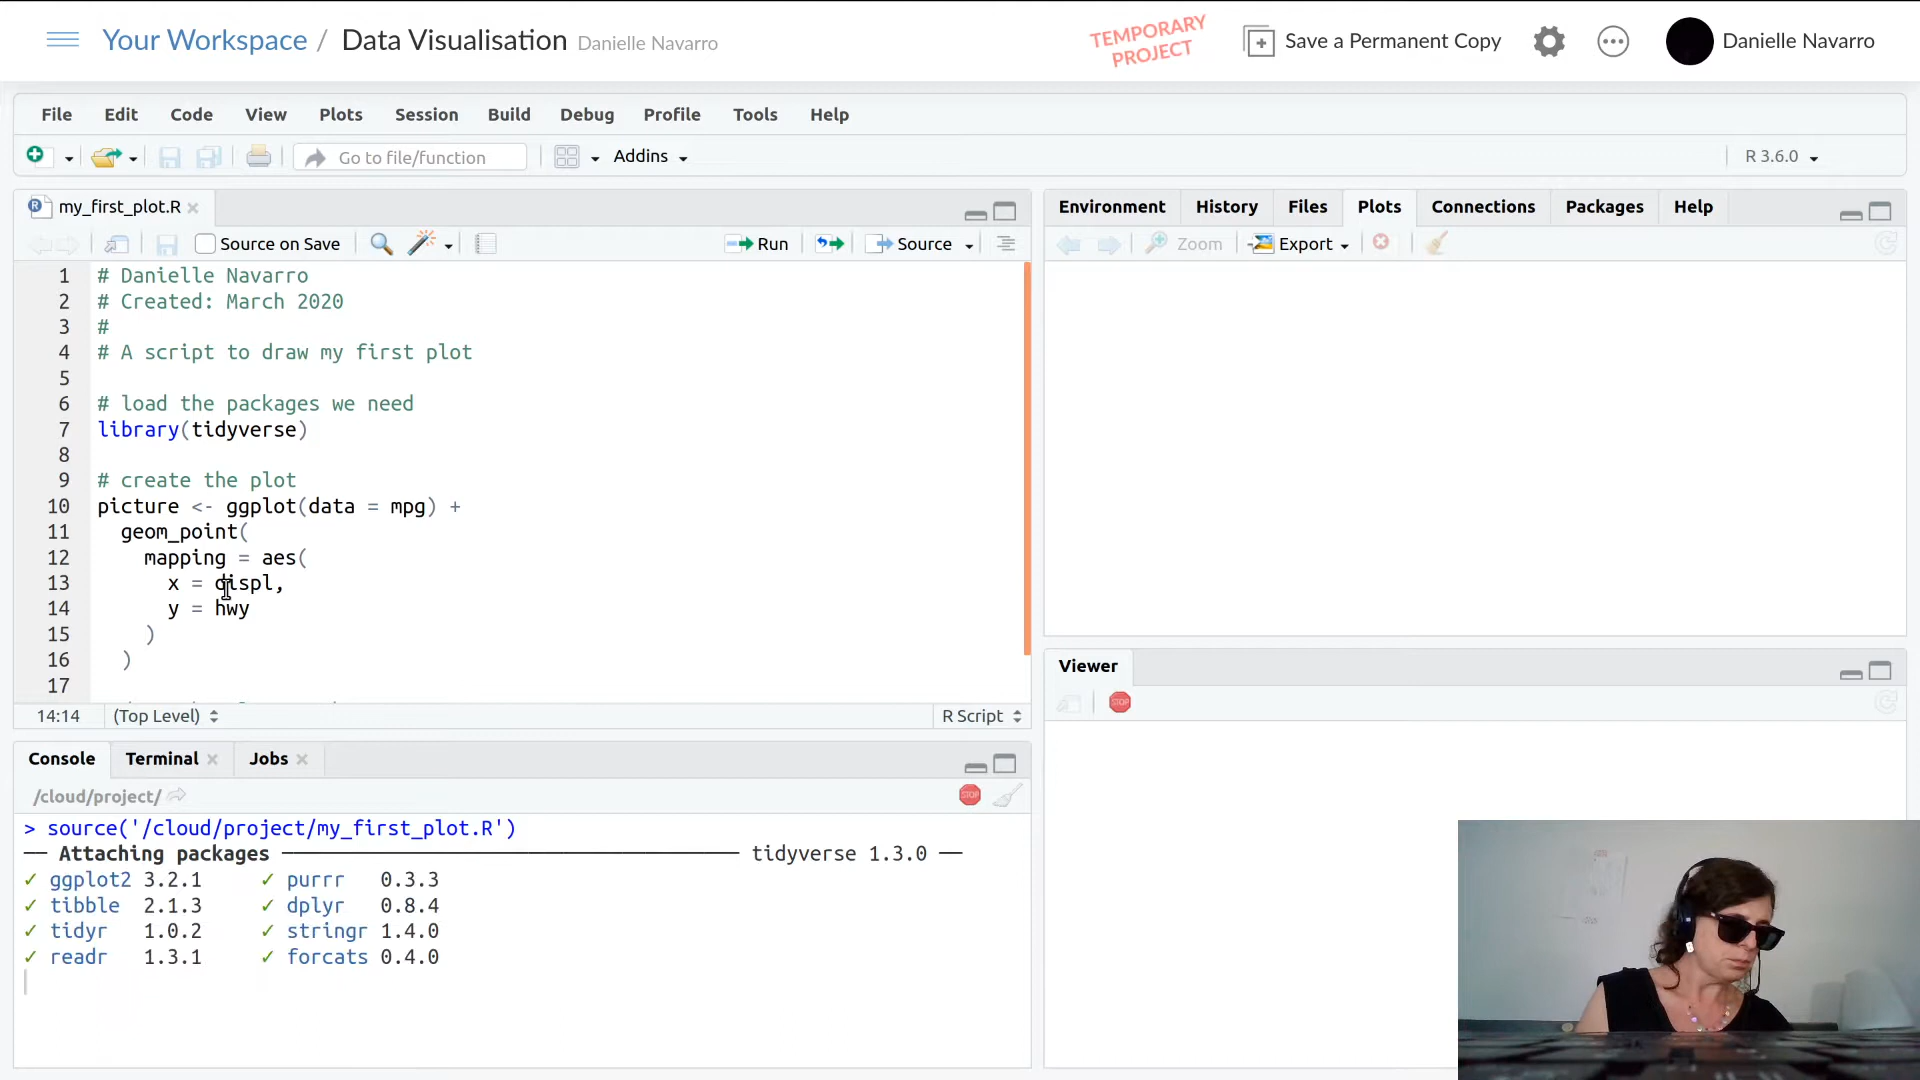 Your Workspace / Data Visualisation Danielle Navarro
TEMPORARY
PROJECT
Save a Permanent Copy
Danielle Navarro
File Edit Code View Plots Session Build Debug Profile Tools Help
Go to file/function
Addins
R 3.6.0
my_first_plot.R
Source on Save
Run
Source
1 # Danielle Navarro
2 # Created: March 2020
3 #
4 # A script to draw my first plot
5
6 # load the packages we need
7 library(tidyverse)
8
9 # create the plot
10 picture <- ggplot(data = mpg) +
11 geom_point(
12 mapping = aes(
13 x = displ,
14 y = hwy
15 )
16 )
17
14:14 (Top Level) R Script
Console Terminal Jobs
/cloud/project/
STOP
> source('/cloud/project/my_first_plot.R')
── Attaching packages ── tidyverse 1.3.0 ──
✓ ggplot2 3.2.1 ✓ purrr 0.3.3
✓ tibble 2.1.3 ✓ dplyr 0.8.4
✓ tidyr 1.0.2 ✓ stringr 1.4.0
✓ readr 1.3.1 ✓ forcats 0.4.0
Environment History Files Plots Connections Packages Help
Zoom
Export
Viewer
STOP